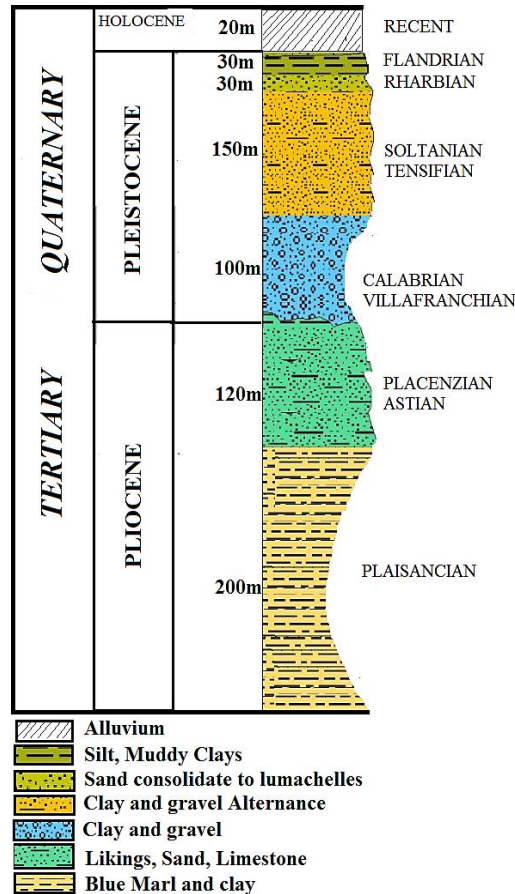 HOLOCENE
20m
RECENT
30m
FLANDRIAN
30m
RHARBIAN
QUATERNARY
PLEISTOCENE
150m
SOLTANIAN
TENSIFIAN
100m
CALABRIAN
VILLAFRANCHIAN
TERTIARY
PLIOCENE
120m
PLACENZIAN
ASTIAN
200m
PLAISANCIAN
Alluvium
Silt, Muddy Clays
Sand consolidate to lumachelles
Clay and gravel Alternance
Clay and gravel
Likings, Sand, Limestone
Blue Marl and clay